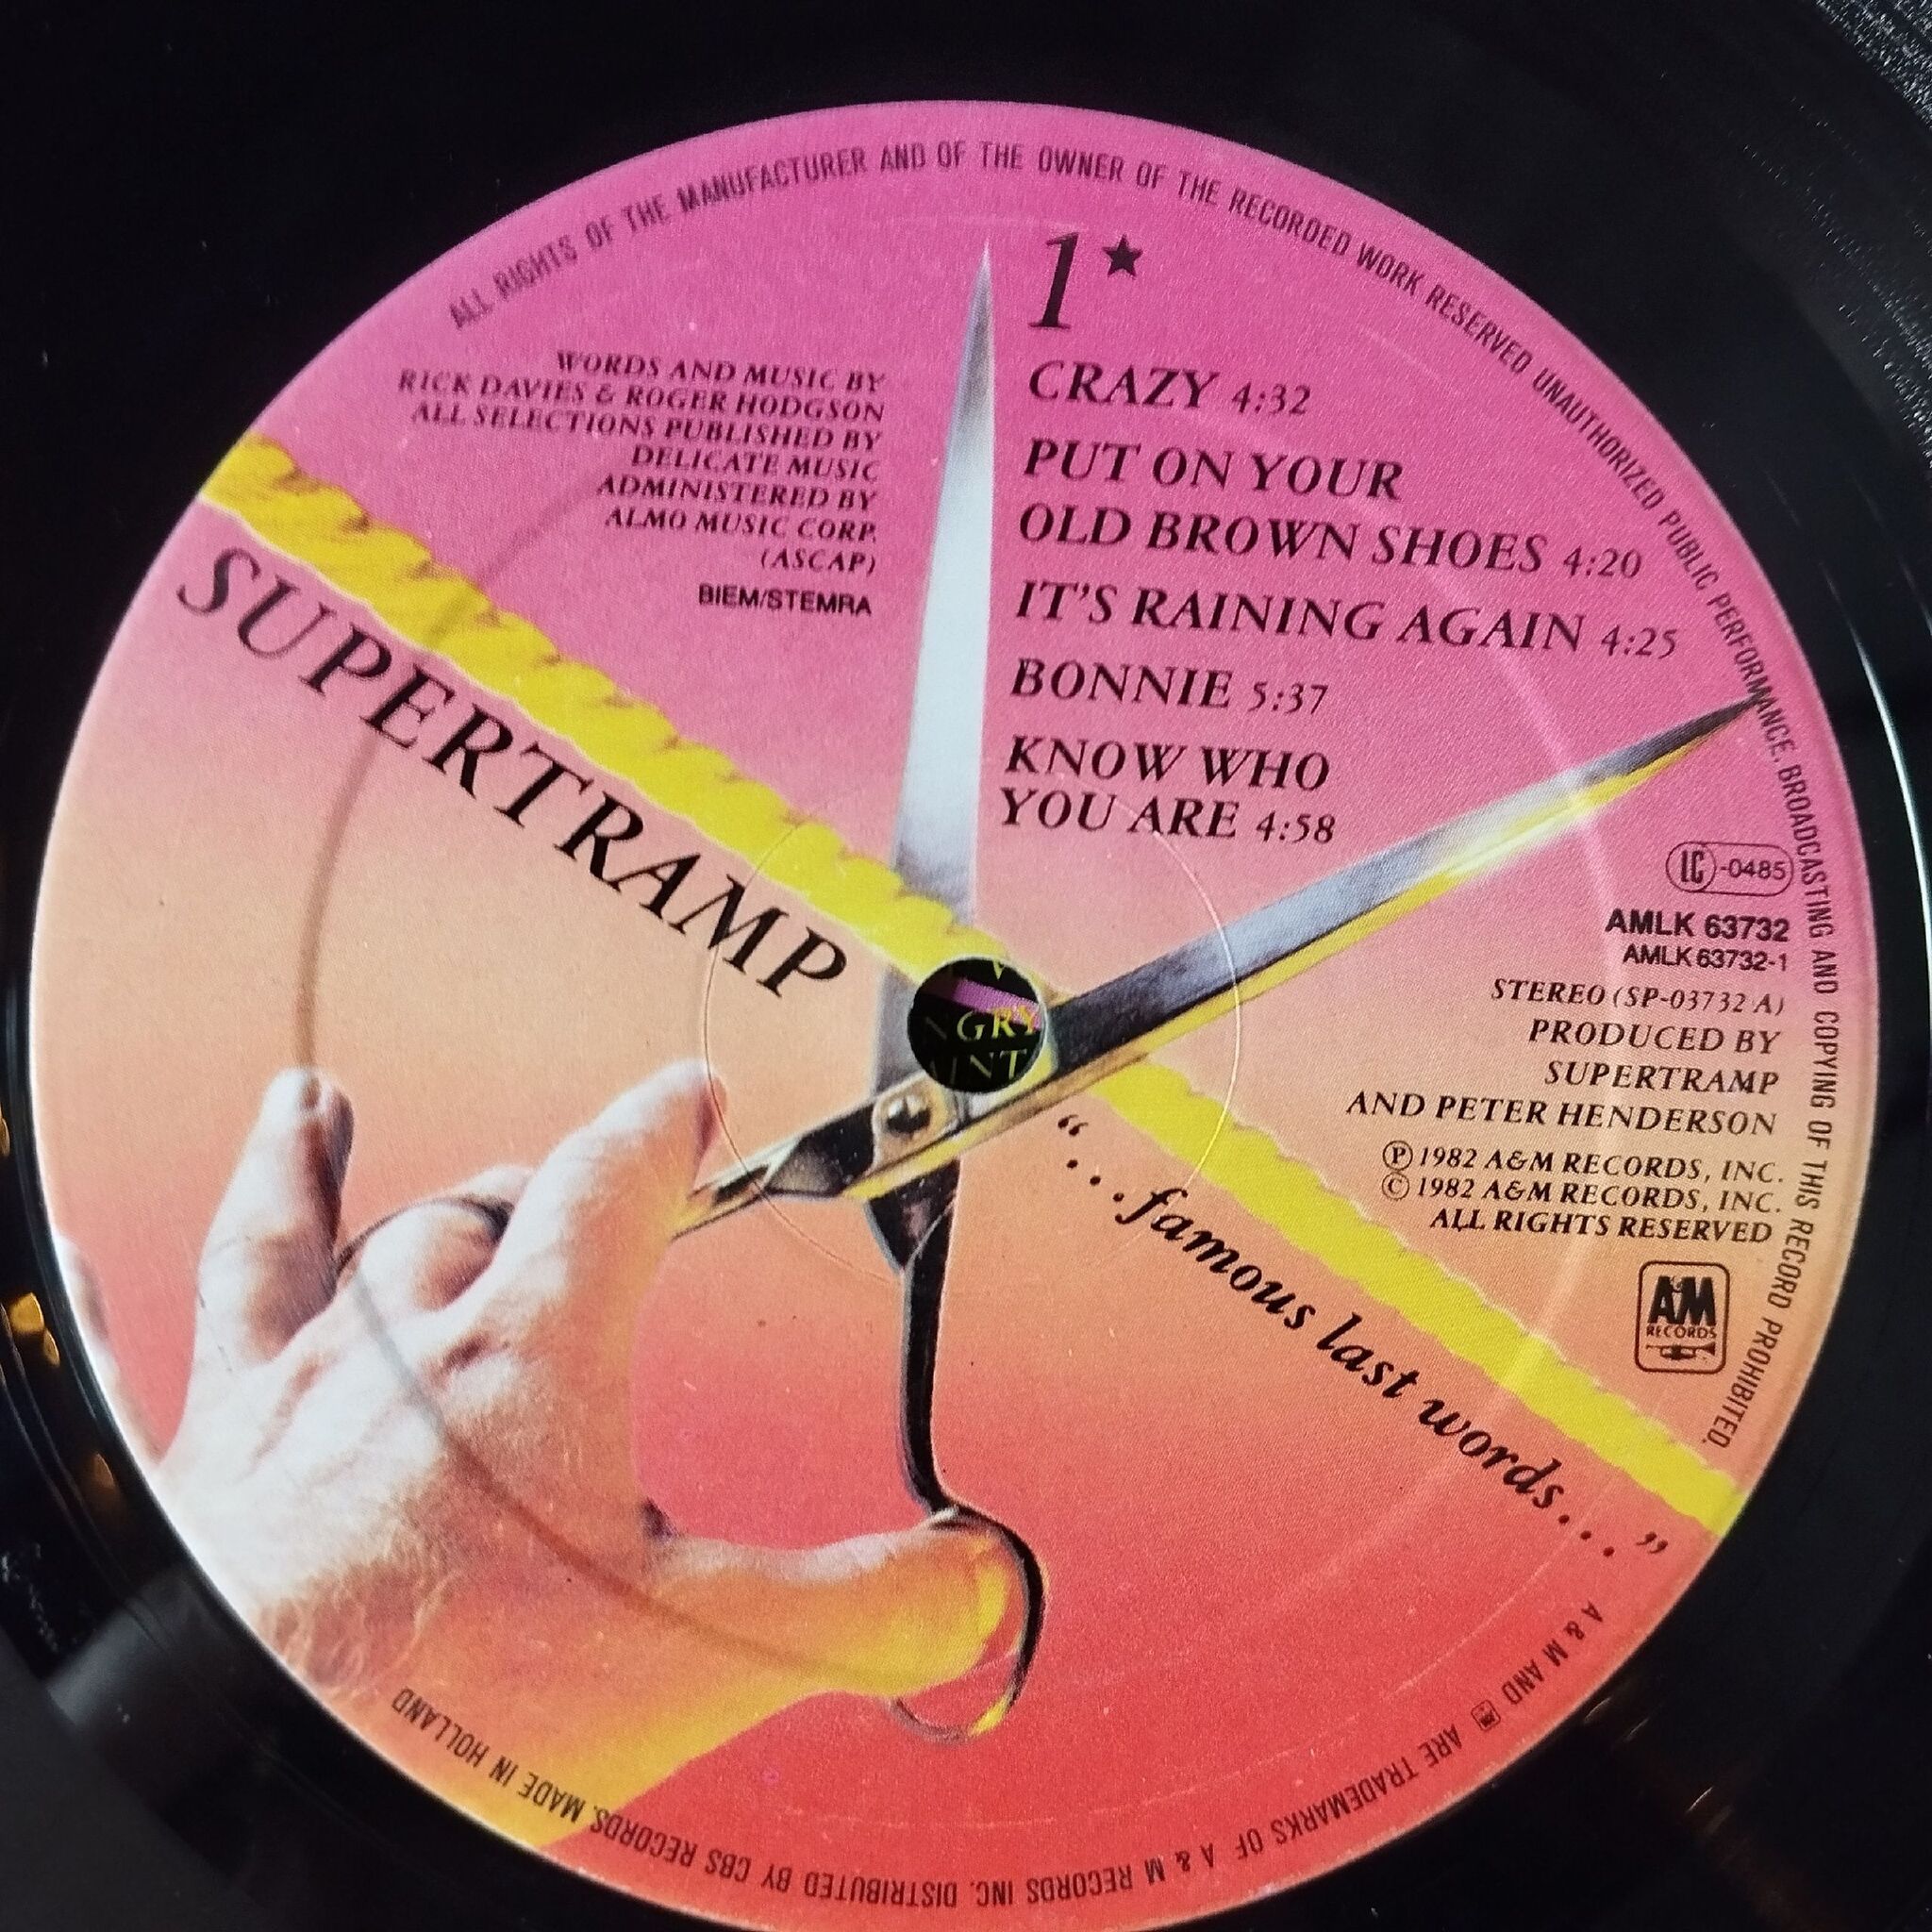 ALL RIGHTS OF THE MANUFACTURER AND OF THE OWNER OF THE RECORDED WORK RESERVED UNAUTHORIZED PUBLIC PERFORMANCE. BROADCASTING AND COPYING OF THIS RECORD PROHIBITED.
1★
WORDS AND MUSIC BY
RICK DAVIES & ROGER HODGSON
ALL SELECTIONS PUBLISHED BY
DELICATE MUSIC
ADMINISTERED BY
ALMO MUSIC CORP.
(ASCAP)
BIEM/STEMRA
CRAZY 4:32
PUT ON YOUR
OLD BROWN SHOES 4:20
IT'S RAINING AGAIN 4:25
BONNIE 5:37
KNOW WHO
YOU ARE 4:58
SUPERTRAMP
LC-0485
AMLK 63732
AMLK 63732-1
STEREO (SP-03732 A)
PRODUCED BY
SUPERTRAMP
AND PETER HENDERSON
Ⓟ 1982 A&M RECORDS, INC.
© 1982 A&M RECORDS, INC.
ALL RIGHTS RESERVED
A&M
RECORDS
"...famous last words..."
GRY
A & M AND ARE TRADEMARKS OF A & M RECORDS INC. DISTRIBUTED BY CBS RECORDS. MADE IN HOLLAND